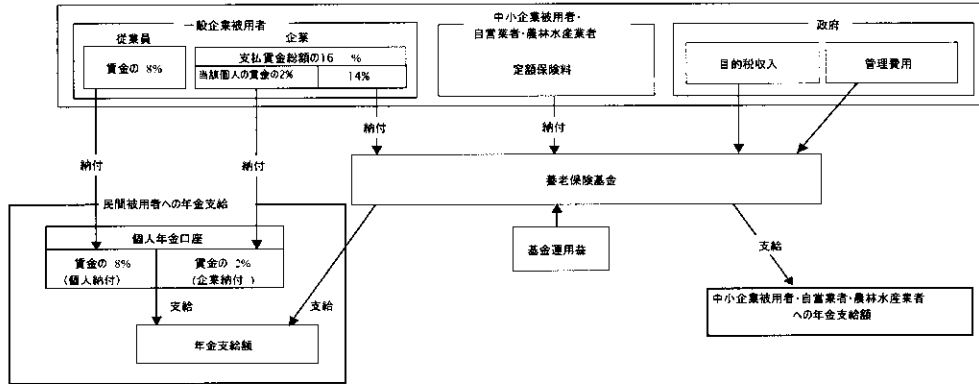 一般企業被用者
従業員
賃金の 8%
企業
支払賃金総額の16 %
当該個人の賃金の2%
14%
中小企業被用者・
自営業者・農林水産業者
定額保険料
政府
目的税収入
管理費用
納付
納付
納付
納付
養老保険基金
民間被用者への年金支給
個人年金口座
賃金の 8%
(個人納付)
賃金の 2%
(企業納付)
基金運用益
支給
支給
支給
年金支給額
中小企業被用者・自営業者・農林水産業者
への年金支給額